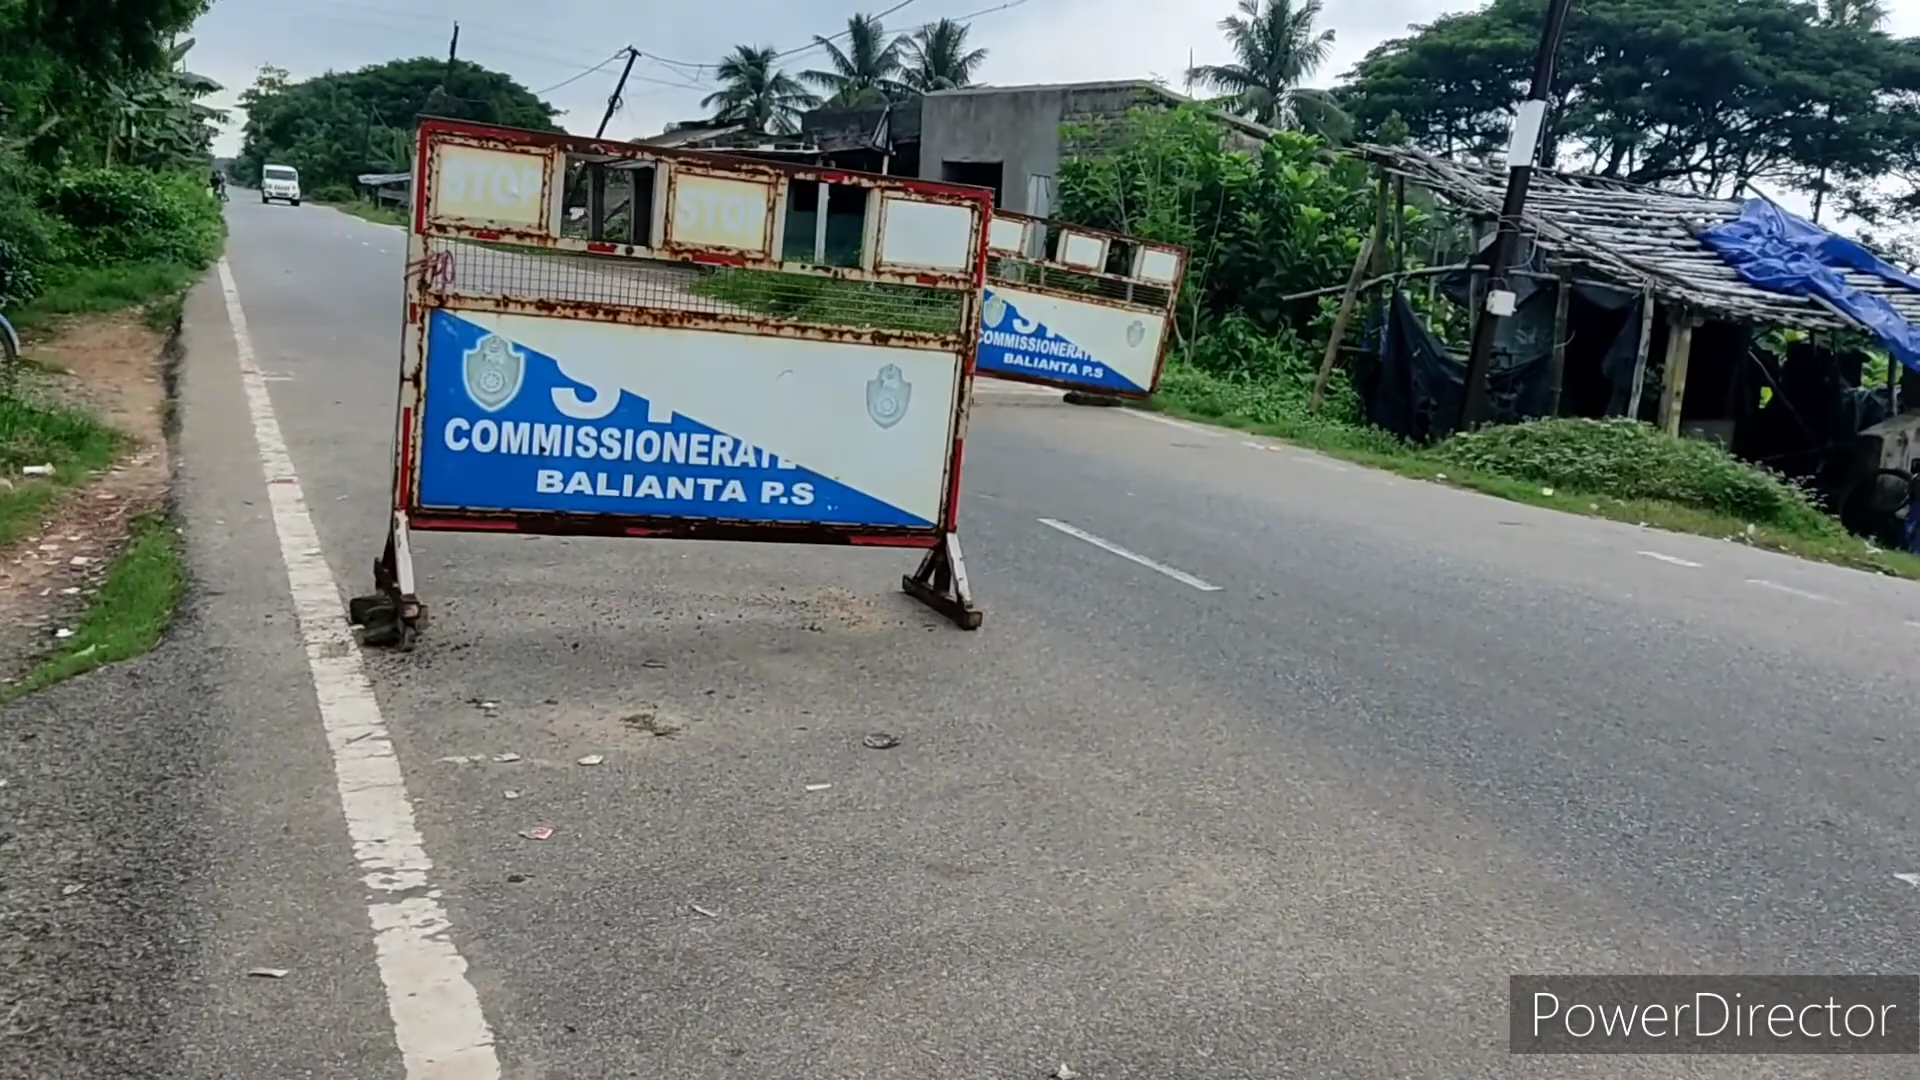 STOP STOP
COMMISSIONERATE
BALIANTA P.S
COMMISSIONERATE
BALIANTA P.S
PowerDirector